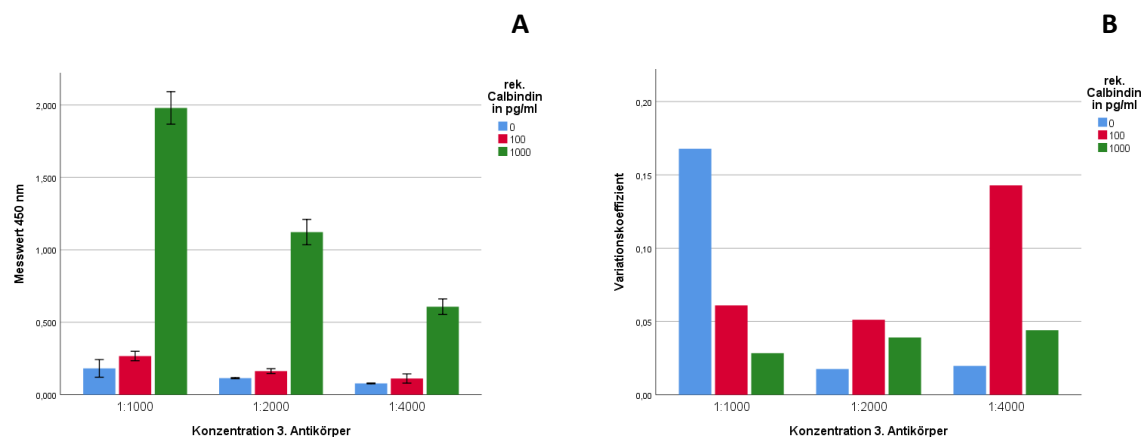 A
rek.
Calbindin
in pg/ml
0
100
1000
2,000
1,500
1,000
0,500
0,000
Messwert 450 nm
1:1000 1:2000 1:4000
Konzentration 3. Antikörper
B
rek.
Calbindin
in pg/ml
0
100
1000
0,20
0,15
0,10
0,05
0,00
Variationskoeffizient
1:1000 1:2000 1:4000
Konzentration 3. Antikörper